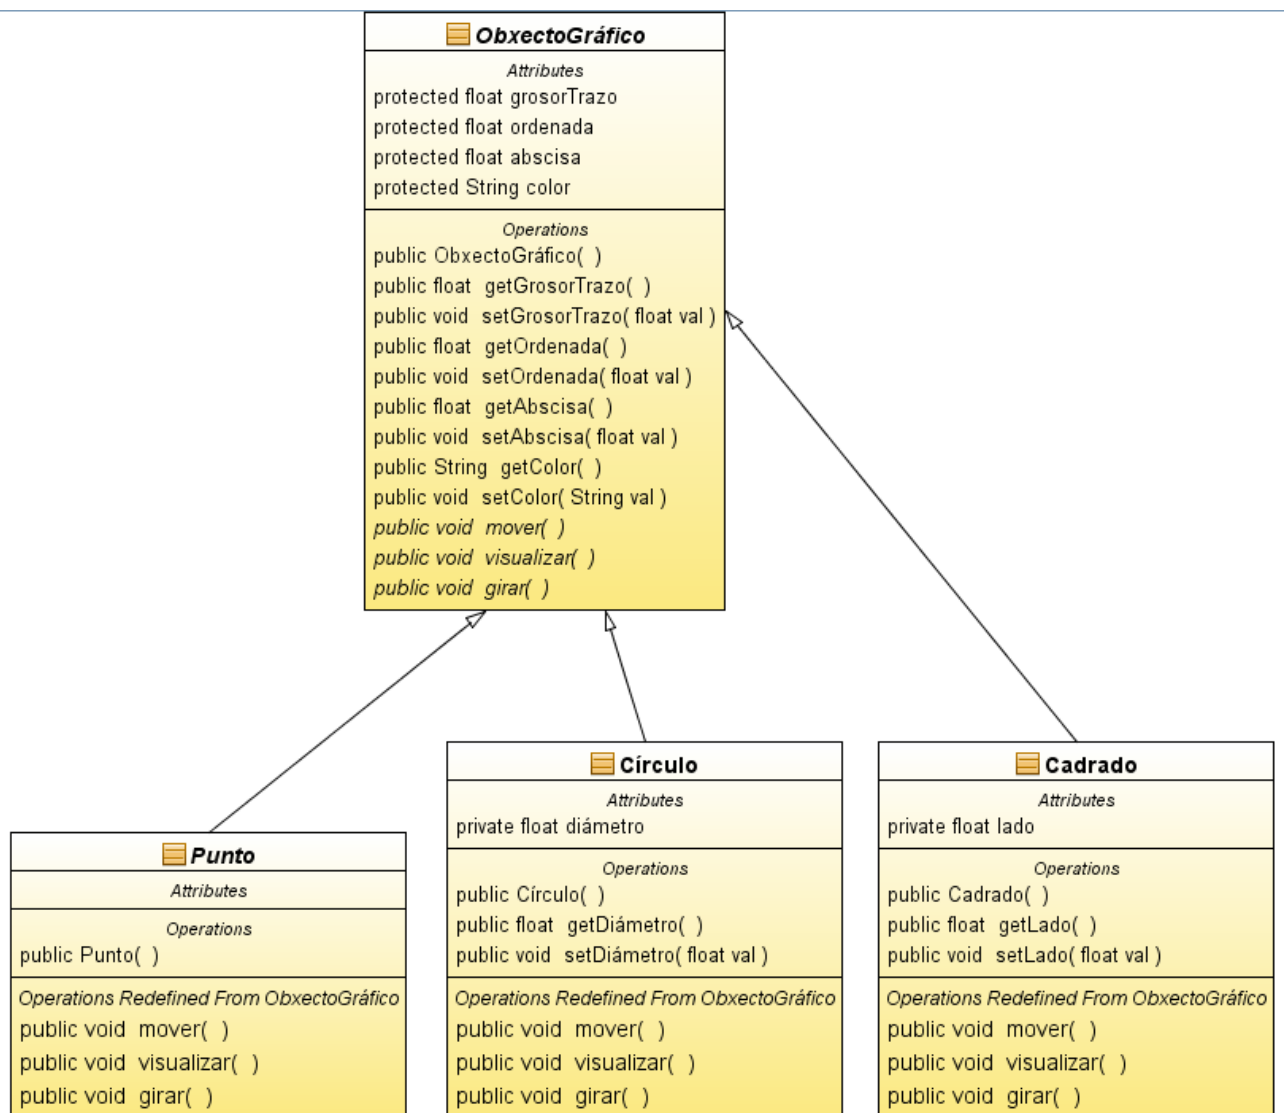 ObxectoGráfico
Attributes
protected float grosorTrazo
protected float ordenada
protected float abscisa
protected String color
Operations
public ObxectoGráfico( )
public float getGrosorTrazo( )
public void setGrosorTrazo( float val )
public float getOrdenada( )
public void setOrdenada( float val )
public float getAbscisa( )
public void setAbscisa( float val )
public String getColor( )
public void setColor( String val )
public void mover( )
public void visualizar( )
public void girar( )
Punto
Attributes
Operations
public Punto( )
Operations Redefined From ObxectoGráfico
public void mover( )
public void visualizar( )
public void girar( )
Círculo
Attributes
private float diámetro
Operations
public Círculo( )
public float getDiámetro( )
public void setDiámetro( float val )
Operations Redefined From ObxectoGráfico
public void mover( )
public void visualizar( )
public void girar( )
Cadrado
Attributes
private float lado
Operations
public Cadrado( )
public float getLado( )
public void setLado( float val )
Operations Redefined From ObxectoGráfico
public void mover( )
public void visualizar( )
public void girar( )